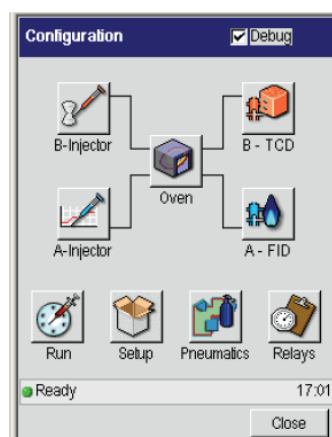 Configuration Debug
B-Injector B - TCD
Oven
A-Injector A - FID
Run Setup Pneumatics Relays
Ready 17:01
Close